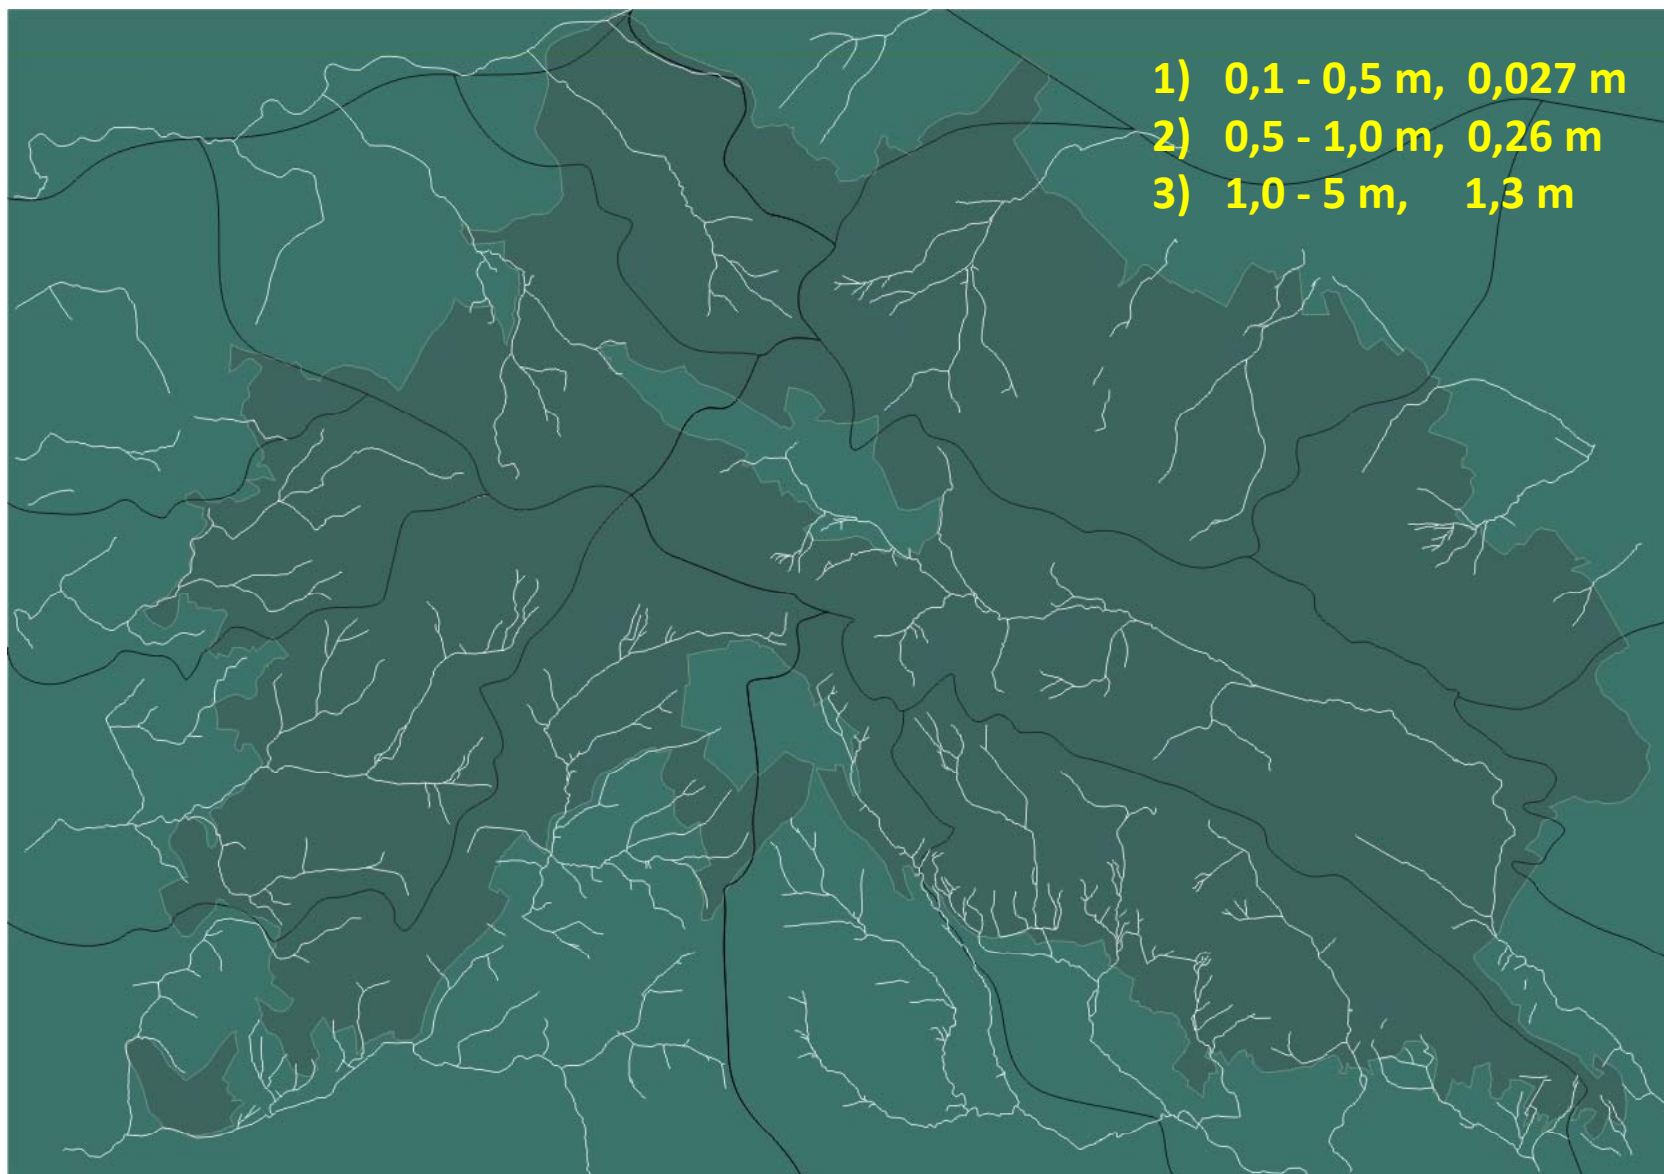 1) 0,1 - 0,5 m, 0,027 m
2) 0,5 - 1,0 m, 0,26 m
3) 1,0 - 5 m, 1,3 m